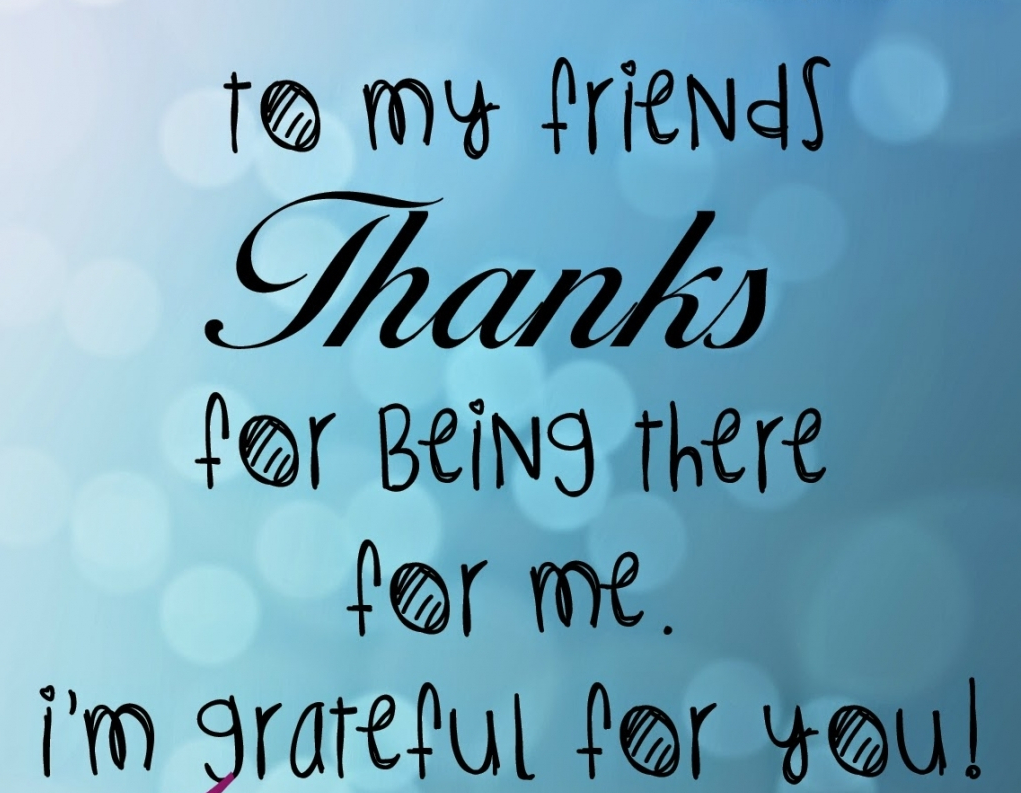 to my frieNds
Thanks
for BeiNg there
for me.
i'm grateful for you!